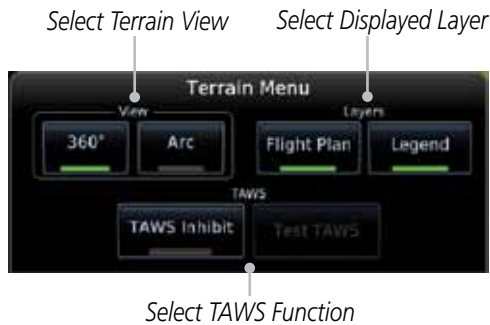 Select Terrain View Select Displayed Layer
Terrain Menu
View Layers
360° Arc Flight Plan Legend
TAWS
TAWS Inhibit Test TAWS
Select TAWS Function